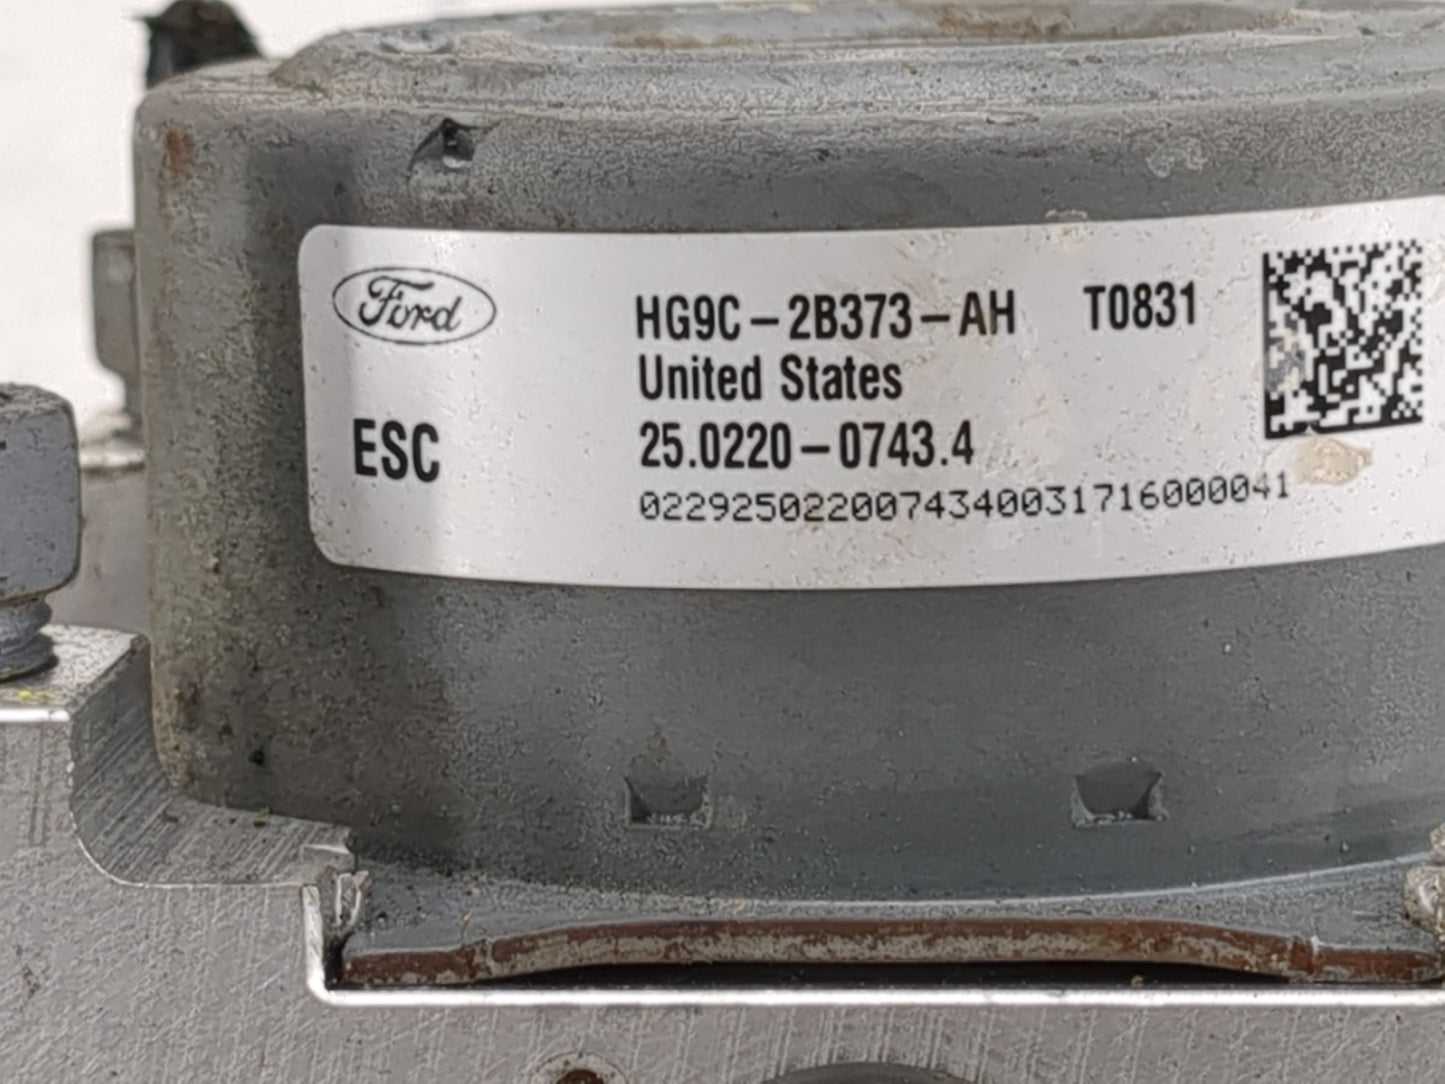 Ford
HG9C-2B373-AH T0831
United States
ESC
25.0220-0743.4
0229250220074340031716000041